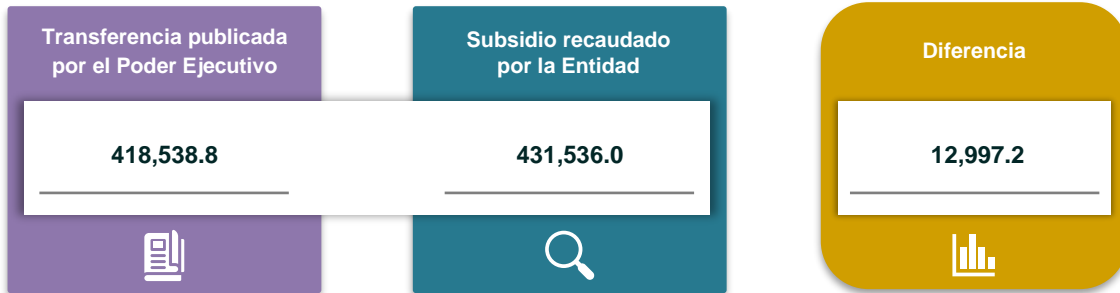 Transferencia publicada
por el Poder Ejecutivo
418,538.8
Subsidio recaudado
por la Entidad
431,536.0
Diferencia
12,997.2